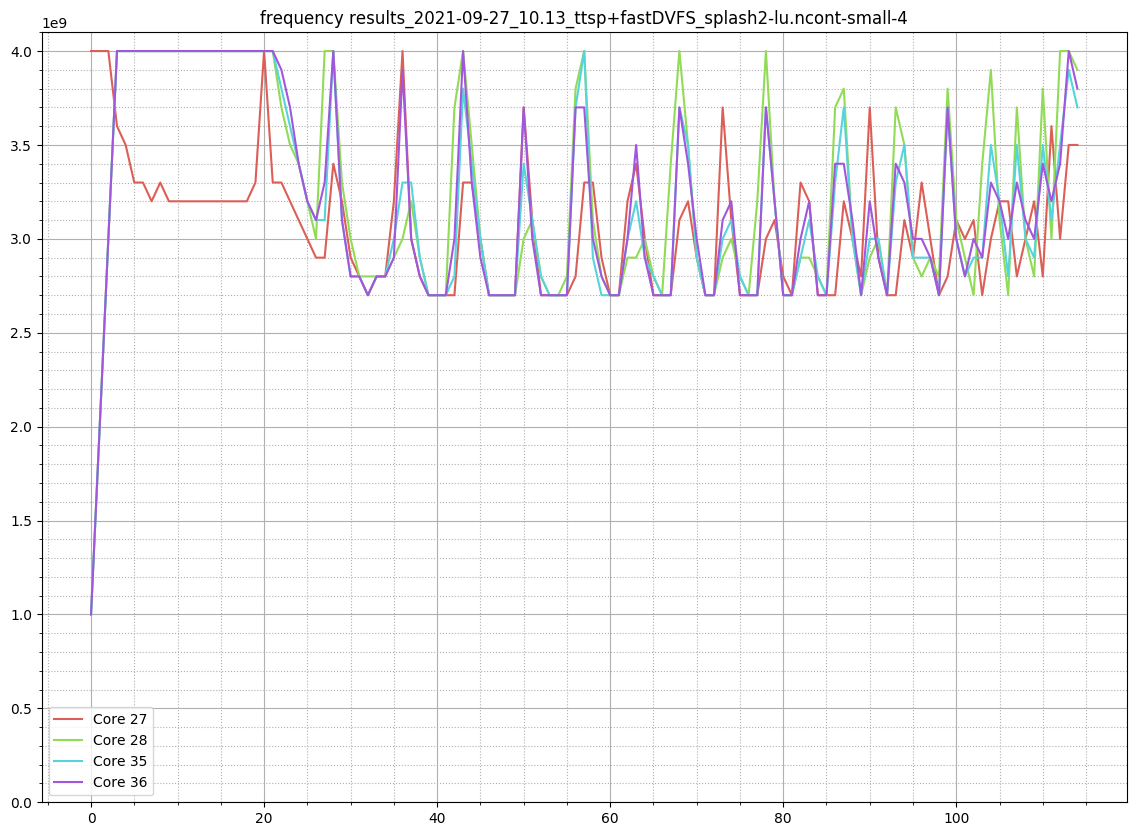 frequency results_2021-09-27_10.13_ttsp+fastDVFS_splash2-lu.ncont-small-4
1e9
4.0
3.5
3.0
2.5
2.0
1.5
1.0
0.5
0.0
Core 27
Core 28
Core 35
Core 36
0 20 40 60 80 100